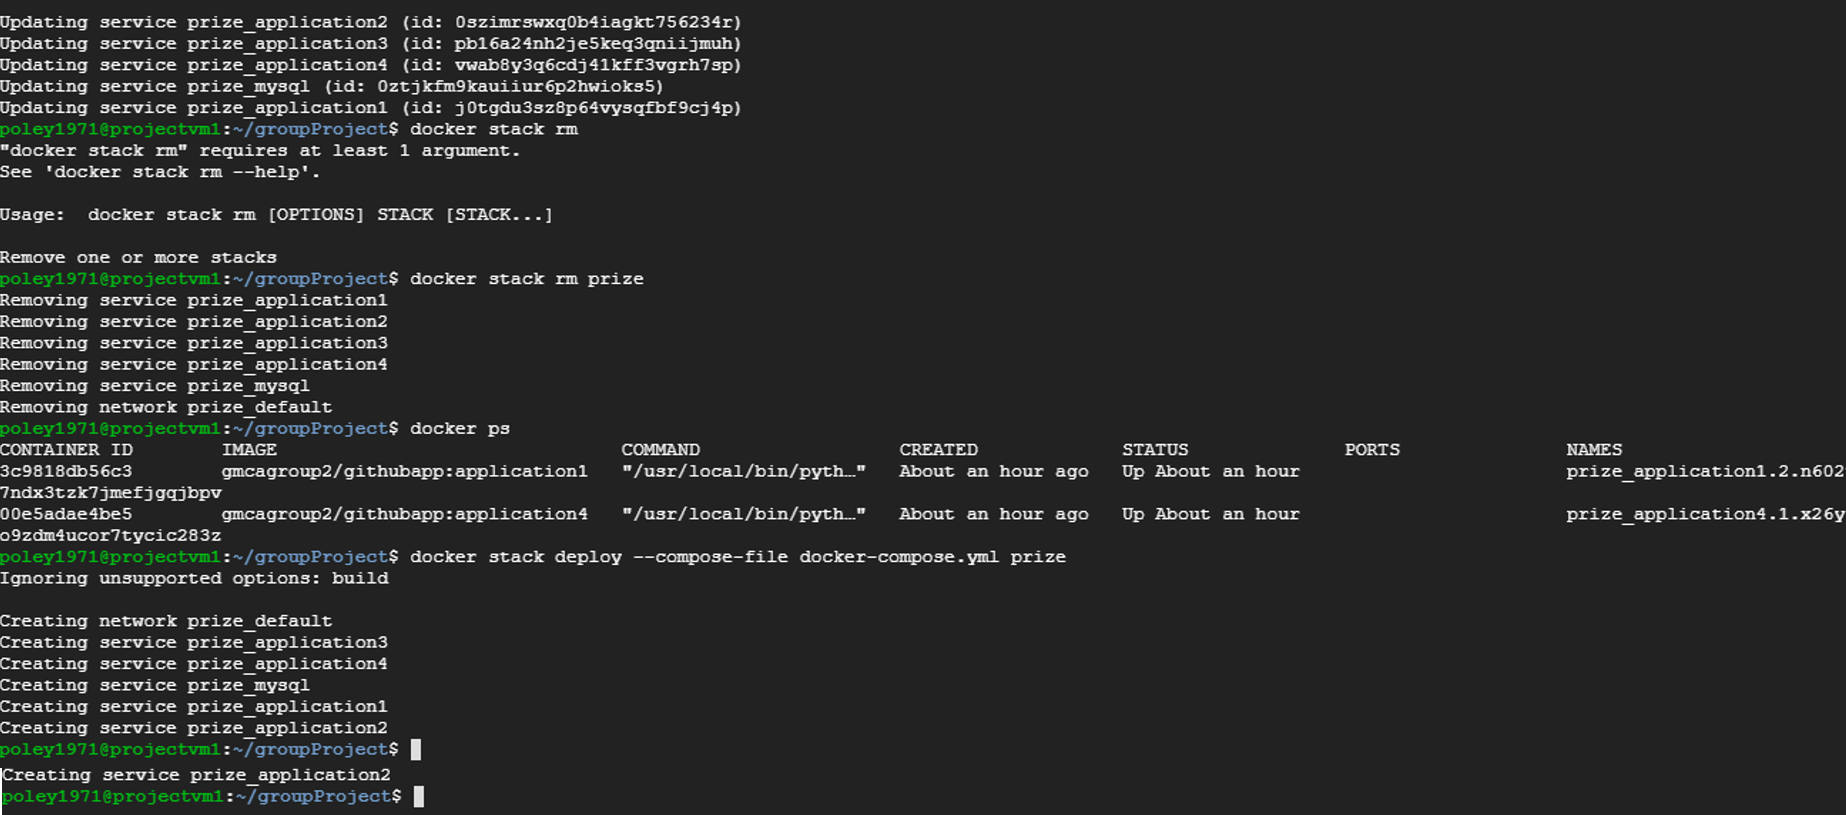 Updating service prize_application2 (id: 0szimrswxq0b4iagkt756234r)
Updating service prize_application3 (id: pb16a24nh2je5keq3qniijmuh)
Updating service prize_application4 (id: vwab8y3q6cdj41kff3vgrh7sp)
Updating service prize_mysql (id: 0ztjkfm9kauiiur6p2hwioks5)
Updating service prize_application1 (id: j0tgdu3sz8p64vysqfbf9cj4p)
poley1971@projectvm1:~/groupProject$ docker stack rm
"docker stack rm" requires at least 1 argument.
See 'docker stack rm --help'.
Usage:  docker stack rm [OPTIONS] STACK [STACK...]
Remove one or more stacks
poley1971@projectvm1:~/groupProject$ docker stack rm prize
Removing service prize_application1
Removing service prize_application2
Removing service prize_application3
Removing service prize_application4
Removing service prize_mysql
Removing network prize_default
poley1971@projectvm1:~/groupProject$ docker ps
CONTAINER ID        IMAGE                               COMMAND                  CREATED             STATUS              PORTS               NAMES
3c9818db56c3        gmcagroup2/githubapp:application1   "/usr/local/bin/pyth…"   About an hour ago   Up About an hour                        prize_application1.2.n602
7ndx3tzk7jmefjgqjbpv
00e5adae4be5        gmcagroup2/githubapp:application4   "/usr/local/bin/pyth…"   About an hour ago   Up About an hour                        prize_application4.1.x26y
o9zdm4ucor7tycic283z
poley1971@projectvm1:~/groupProject$ docker stack deploy --compose-file docker-compose.yml prize
Ignoring unsupported options: build
Creating network prize_default
Creating service prize_application3
Creating service prize_application4
Creating service prize_mysql
Creating service prize_application1
Creating service prize_application2
poley1971@projectvm1:~/groupProject$
Creating service prize_application2
poley1971@projectvm1:~/groupProject$